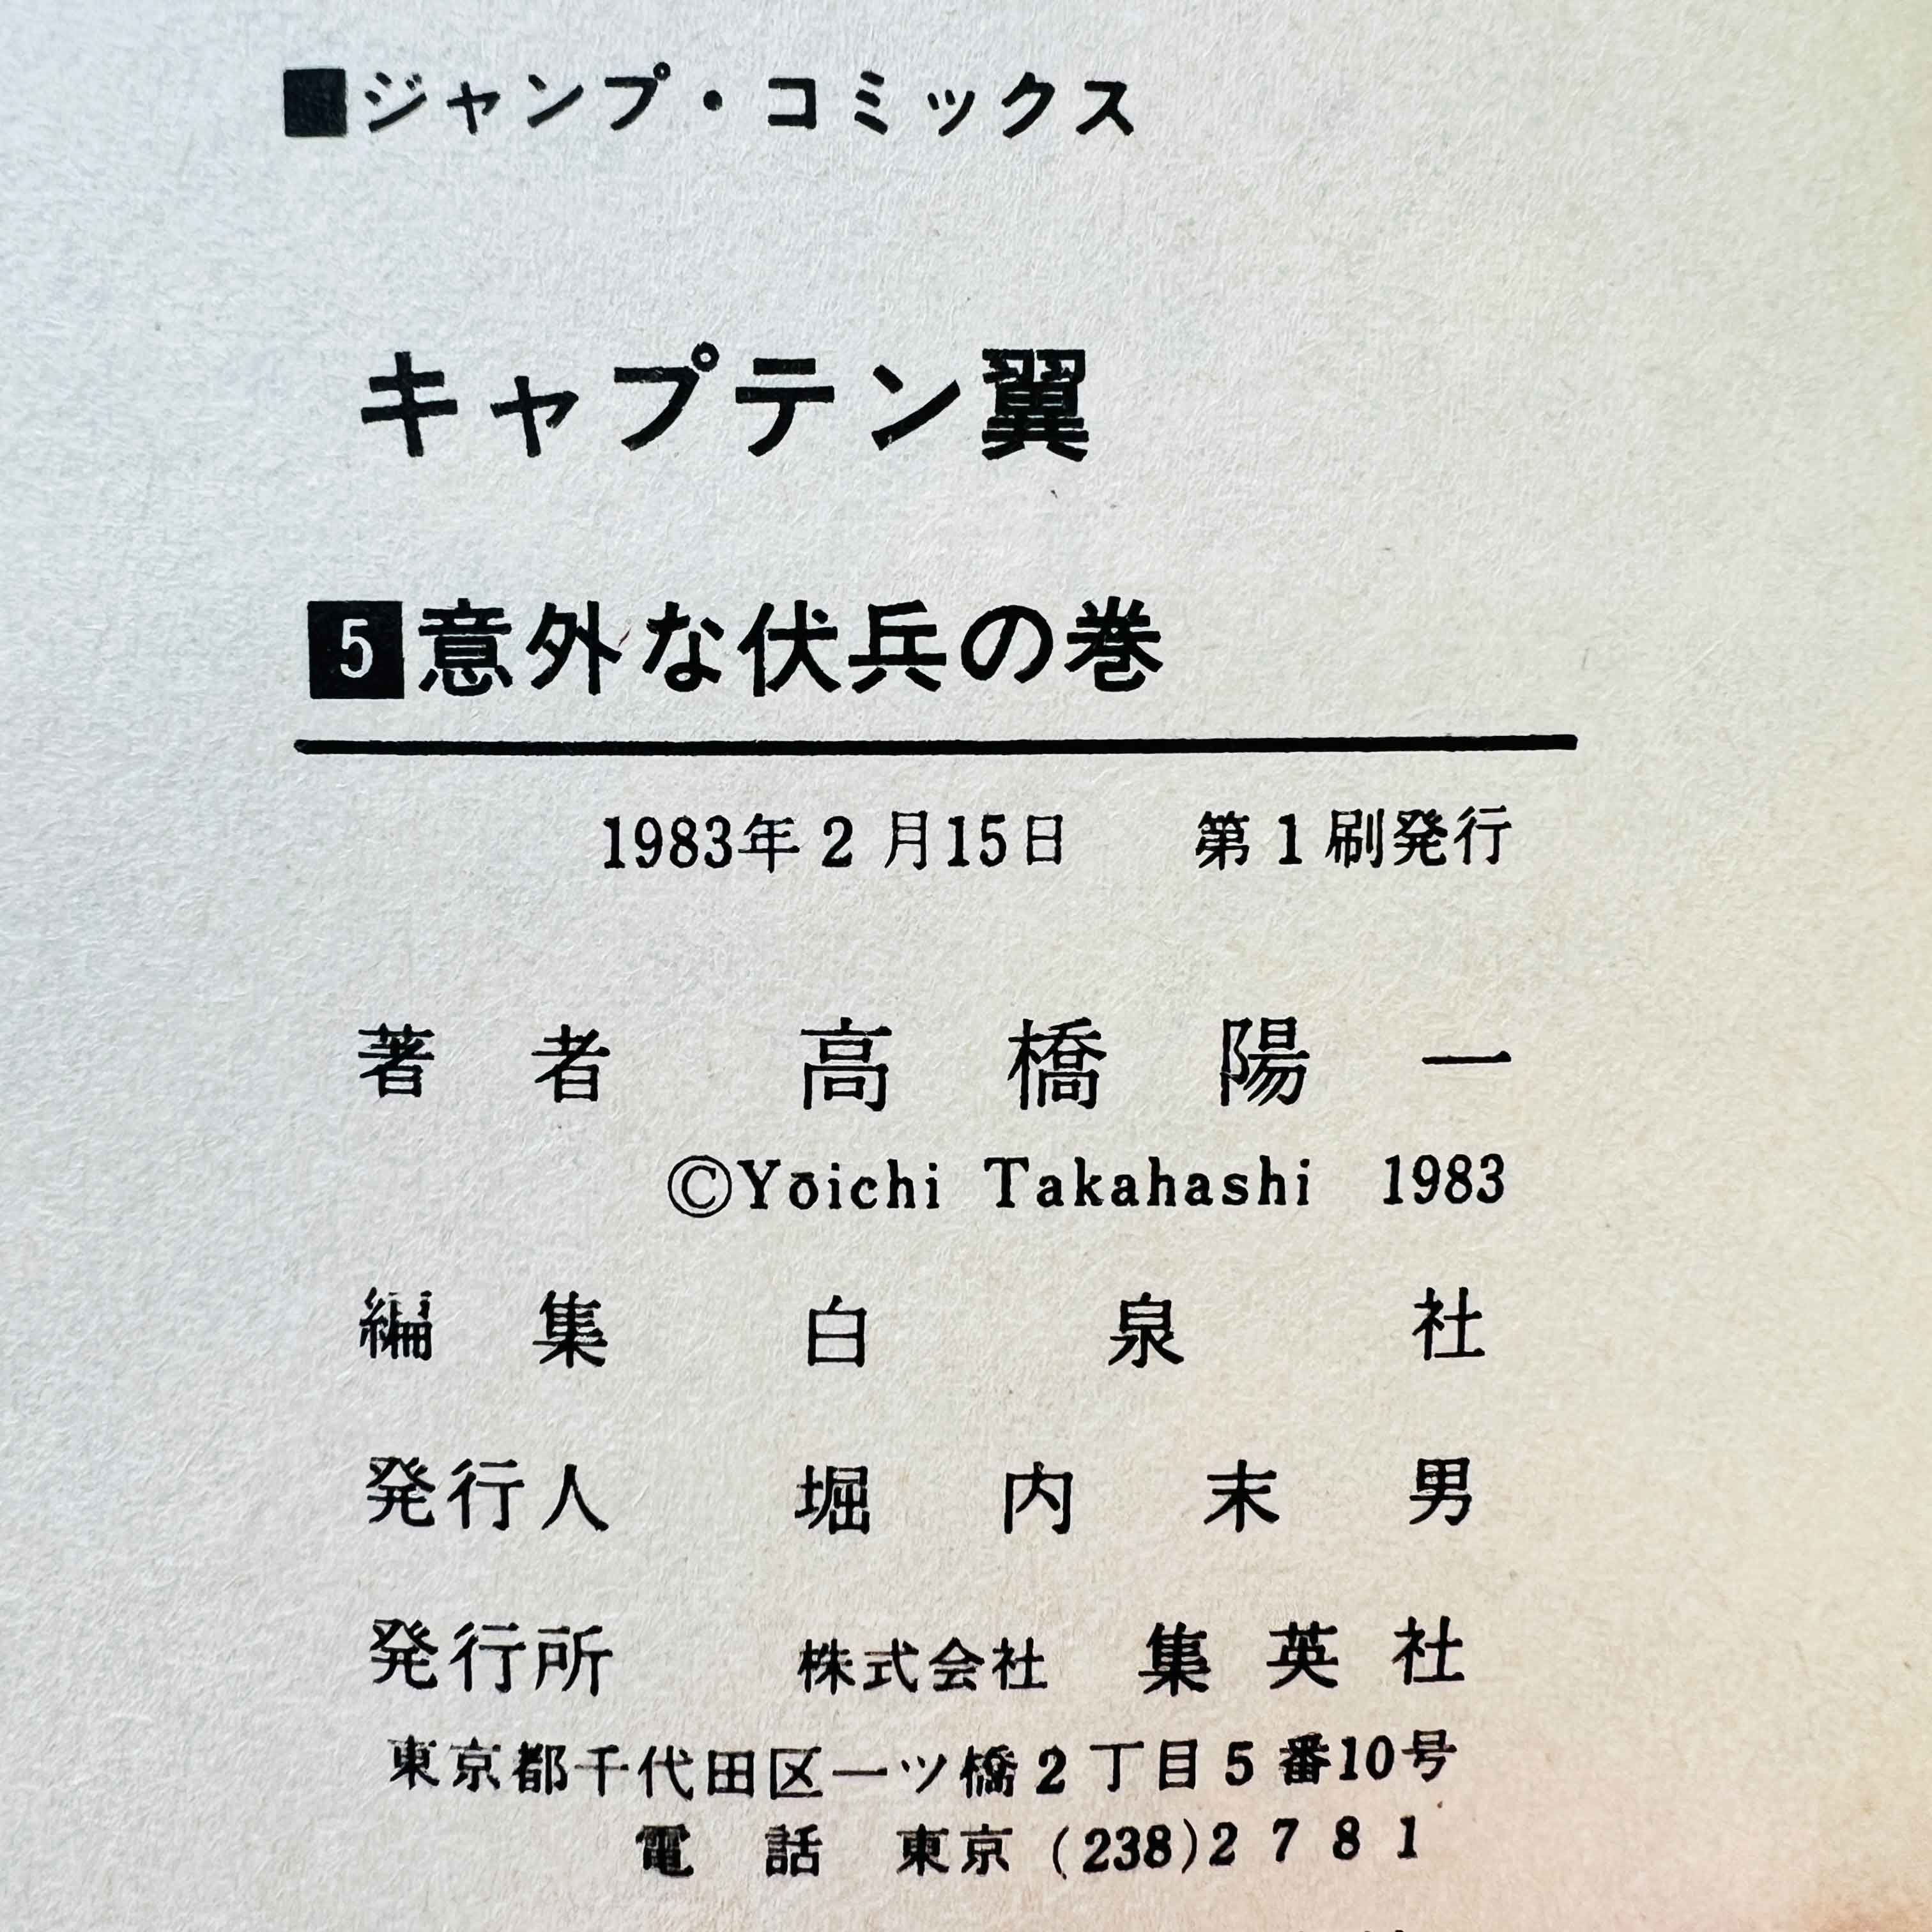 ■ジャンプ・コミックス
キャプテン翼
5意外な伏兵の巻
1983年2月15日　第1刷発行
著者　高橋陽一
©Yōichi Takahashi 1983
編集　白泉社
発行人　堀内末男
発行所　株式会社 集英社
東京都千代田区一ツ橋2丁目5番10号
電話　東京(238)2781